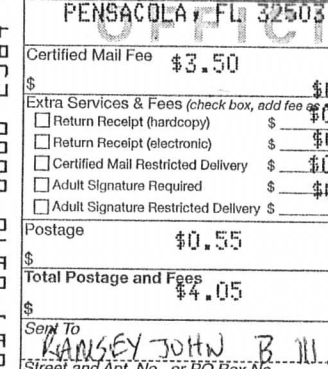 PENSACOLA, FL 32503
Certified Mail Fee $3.50
$
Extra Services & Fees (check box, add fee as
Return Receipt (hardcopy) $
Return Receipt (electronic) $
Certified Mail Restricted Delivery $
Adult Signature Required $
Adult Signature Restricted Delivery $
Postage
$0.55
$
Total Postage and Fees
$4.05
$
Sent To
RAMSEY JOHN B III
Street and Apt. No., or PO Box No.